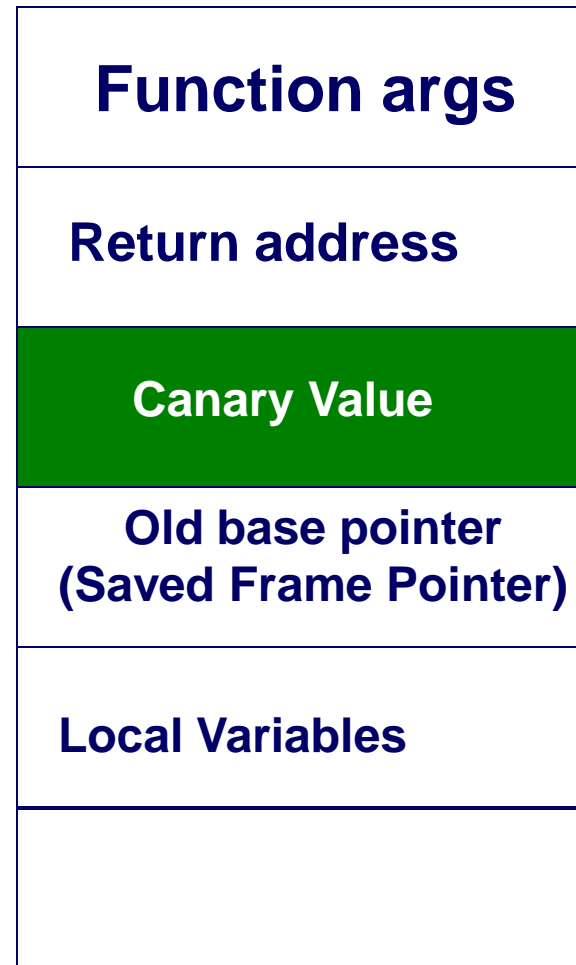 Function args
Return address
Canary Value
Old base pointer
(Saved Frame Pointer)
Local Variables